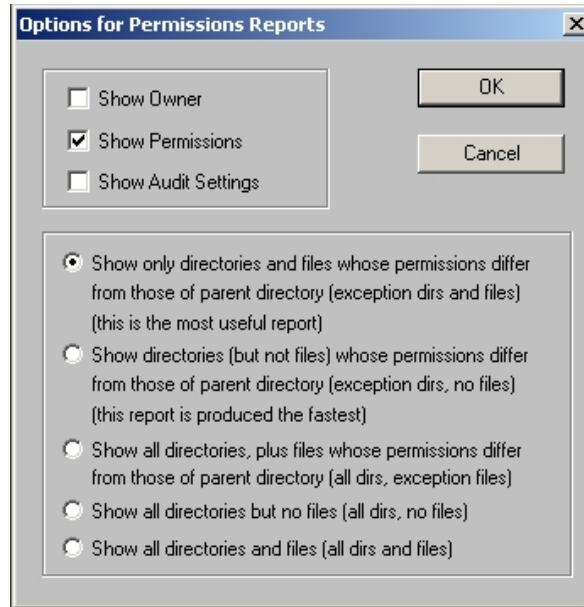 Options for Permissions Reports
Show Owner
Show Permissions
Show Audit Settings
OK
Cancel
Show only directories and files whose permissions differ
from those of parent directory (exception dirs and files)
(this is the most useful report)
Show directories (but not files) whose permissions differ
from those of parent directory (exception dirs, no files)
(this report is produced the fastest)
Show all directories, plus files whose permissions differ
from those of parent directory (all dirs, exception files)
Show all directories but no files (all dirs, no files)
Show all directories and files (all dirs and files)